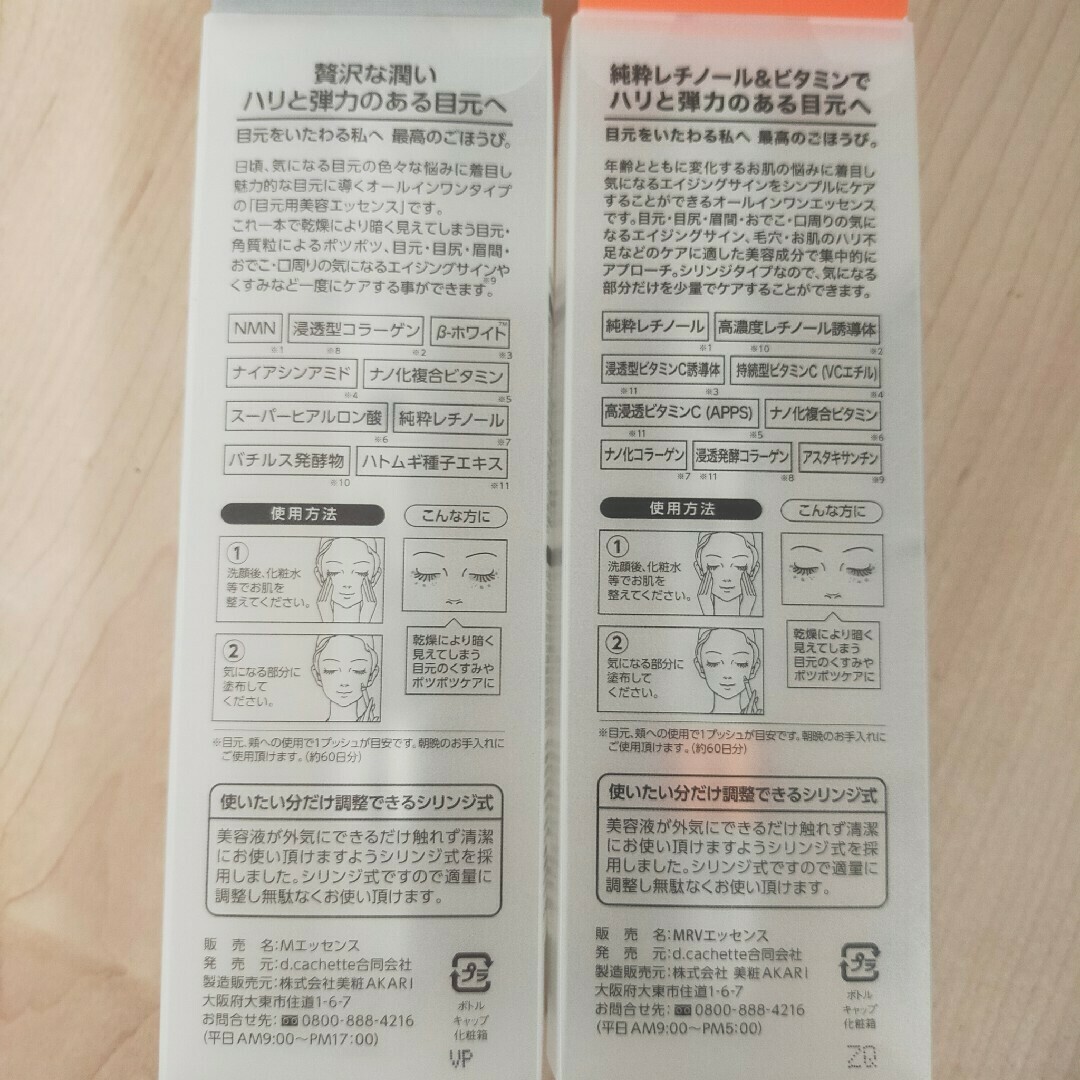 贅沢な潤い
ハリと弾力のある目元へ
目元をいたわる私へ 最高のごほうび。
日頃、気になる目元の色々な悩みに着目し
魅力的な目元に導くオールインワンタイプ
の「目元用美容エッセンス」です。
これ一本で乾燥により暗く見えてしまう目元・
角質粒によるポツポツ、目元・目尻・眉間・
おでこ・口周りの気になるエイジングサインや
くすみなど一度にケアする事ができます。※9
NMN 浸透型コラーゲン β-ホワイト™
※1 ※8 ※2 ※3
ナイアシンアミド ナノ化複合ビタミン
※4 ※5
スーパーヒアルロン酸 純粋レチノール
※6 ※7
バチルス発酵物 ハトムギ種子エキス
※10 ※11
使用方法 こんな方に
①
洗顔後、化粧水
等でお肌を
整えてください。
②
気になる部分に
塗布して
ください。
乾燥により暗く
見えてしまう
目元のくすみや
ポツポツケアに
※目元、頬への使用で1プッシュが目安です。朝晩のお手入れに
ご使用頂けます。(約60日分)
使いたい分だけ調整できるシリンジ式
美容液が外気にできるだけ触れず清潔
にお使い頂けますようシリンジ式を採
用しました。シリンジ式ですので適量に
調整し無駄なくお使い頂けます。
販売名:Mエッセンス
発売元:d.cachette合同会社
製造販売元:株式会社 美粧AKARI
大阪府大東市住道1-6-7
お問合せ先:0800-888-4216
(平日AM9:00〜PM17:00)
プラ
ボトル
キャップ
化粧箱
VP
純粋レチノール&ビタミンで
ハリと弾力のある目元へ
目元をいたわる私へ 最高のごほうび。
年齢とともに変化するお肌の悩みに着目し
気になるエイジングサインをシンプルにケア
することができるオールインワンエッセンス
です。目元・目尻・眉間・おでこ・口周りの気に
なるエイジングサイン、毛穴・お肌のハリ不
足などのケアに適した美容成分で集中的に
アプローチ。シリンジタイプなので、気になる
部分だけを少量でケアすることができます。
純粋レチノール 高濃度レチノール誘導体
※1 ※10 ※2
浸透型ビタミンC誘導体 持続型ビタミンC(VCエチル)
※11 ※3 ※4
高浸透ビタミンC(APPS) ナノ化複合ビタミン
※11 ※5 ※6
ナノ化コラーゲン 浸透発酵コラーゲン アスタキサンチン
※7 ※11 ※8 ※9
使用方法 こんな方に
①
洗顔後、化粧水
等でお肌を
整えてください。
②
気になる部分に
塗布して
ください。
乾燥により暗く
見えてしまう
目元のくすみや
ポツポツケアに
※目元、頬への使用で1プッシュが目安です。朝晩のお手入れに
ご使用頂けます。(約60日分)
使いたい分だけ調整できるシリンジ式
美容液が外気にできるだけ触れず清潔
にお使い頂けますようシリンジ式を採
用しました。シリンジ式ですので適量に
調整し無駄なくお使い頂けます。
販売名:MRVエッセンス
発売元:d.cachette合同会社
製造販売元:株式会社 美粧AKARI
大阪府大東市住道1-6-7
お問合せ先:0800-888-4216
(平日AM9:00〜PM5:00)
プラ
ボトル
キャップ
化粧箱
ZQ